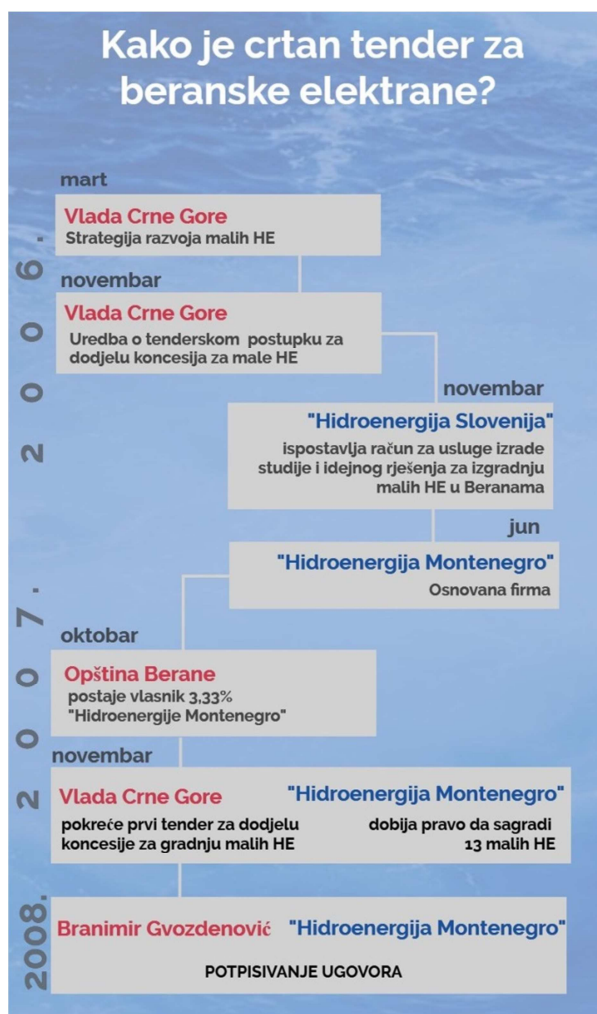 Kako je crtan tender za
beranske elektrane?
2006.
mart
Vlada Crne Gore
Strategija razvoja malih HE
novembar
Vlada Crne Gore
Uredba o tenderskom postupku za
dodjelu koncesija za male HE
novembar
"Hidroenergija Slovenija"
ispostavlja račun za usluge izrade
studije i idejnog rješenja za izgradnju
malih HE u Beranama
2007.
jun
"Hidroenergija Montenegro"
Osnovana firma
oktobar
Opština Berane
postaje vlasnik 3,33%
"Hidroenergije Montenegro"
novembar
Vlada Crne Gore
pokreće prvi tender za dodjelu
koncesije za gradnju malih HE
"Hidroenergija Montenegro"
dobija pravo da sagradi
13 malih HE
2008.
Branimir Gvozdenović "Hidroenergija Montenegro"
POTPISIVANJE UGOVORA